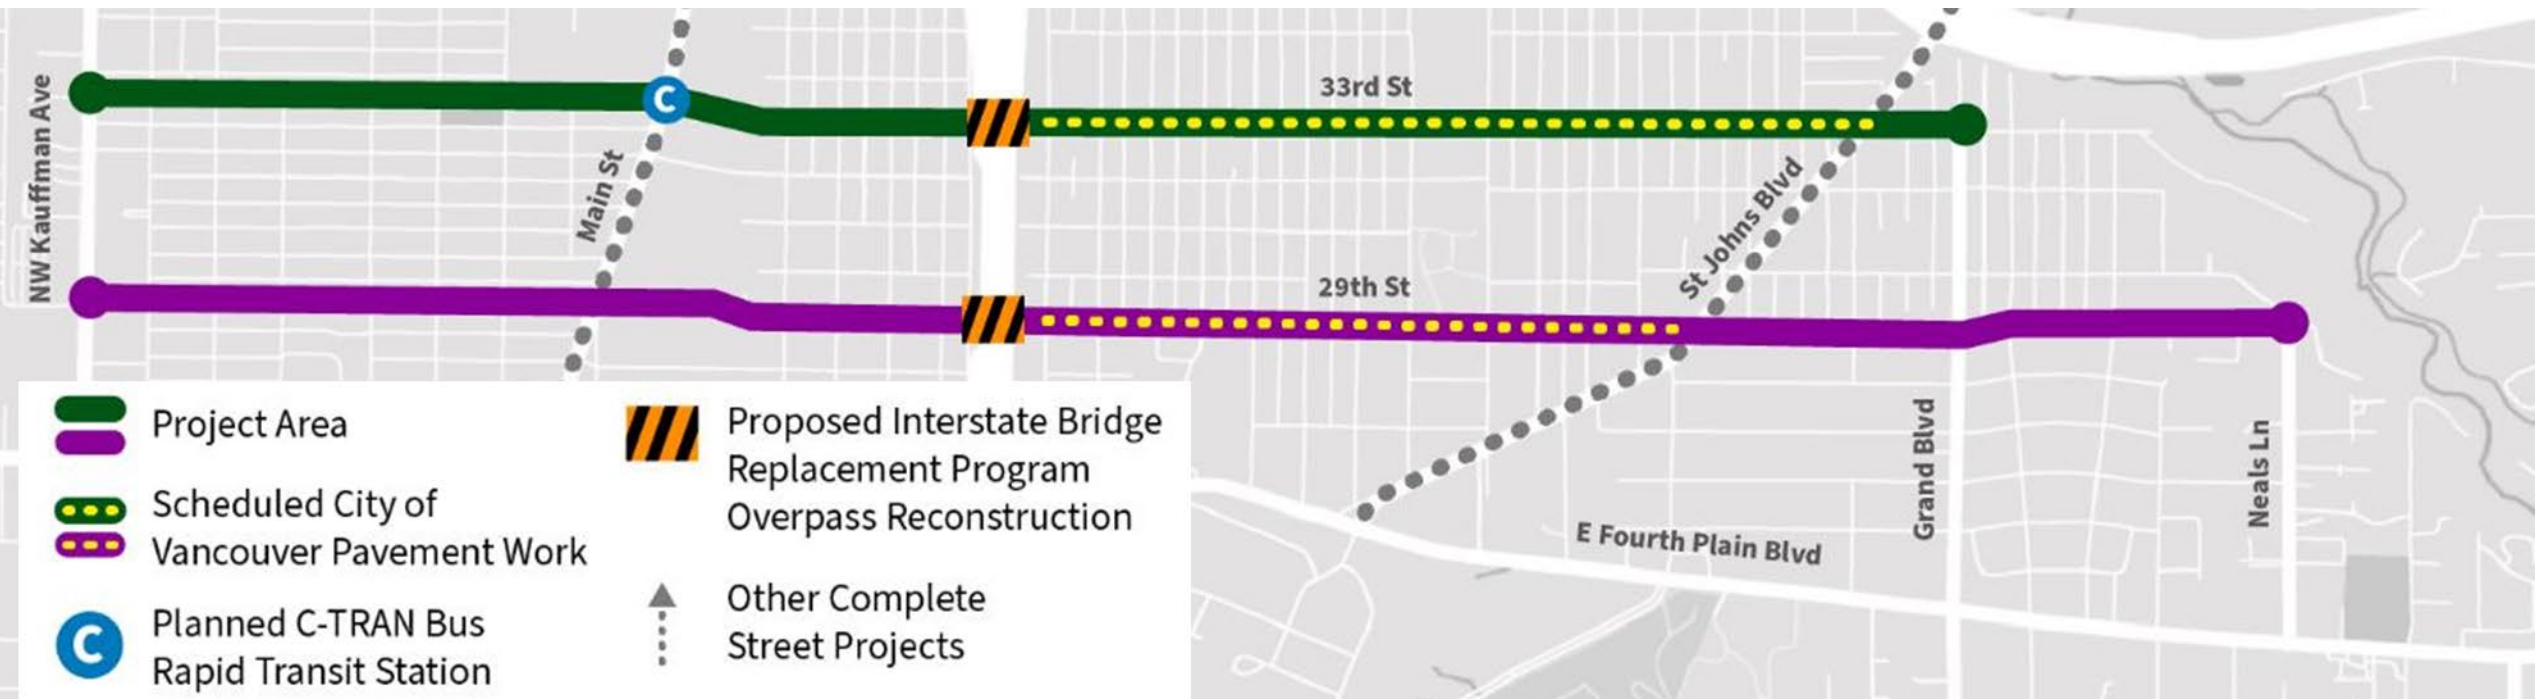 NW Kauffman Ave
Main St
C
33rd St
29th St
St Johns Blvd
Grand Blvd
Neals Ln
E Fourth Plain Blvd
Project Area
Scheduled City of
Vancouver Pavement Work
C
Planned C-TRAN Bus
Rapid Transit Station
Proposed Interstate Bridge
Replacement Program
Overpass Reconstruction
Other Complete
Street Projects